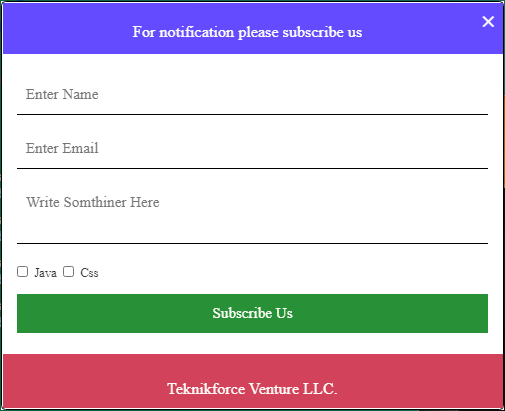 For notification please subscribe us
×
Enter Name
Enter Email
Write Somthiner Here
Java Css
Subscribe Us
Teknikforce Venture LLC.